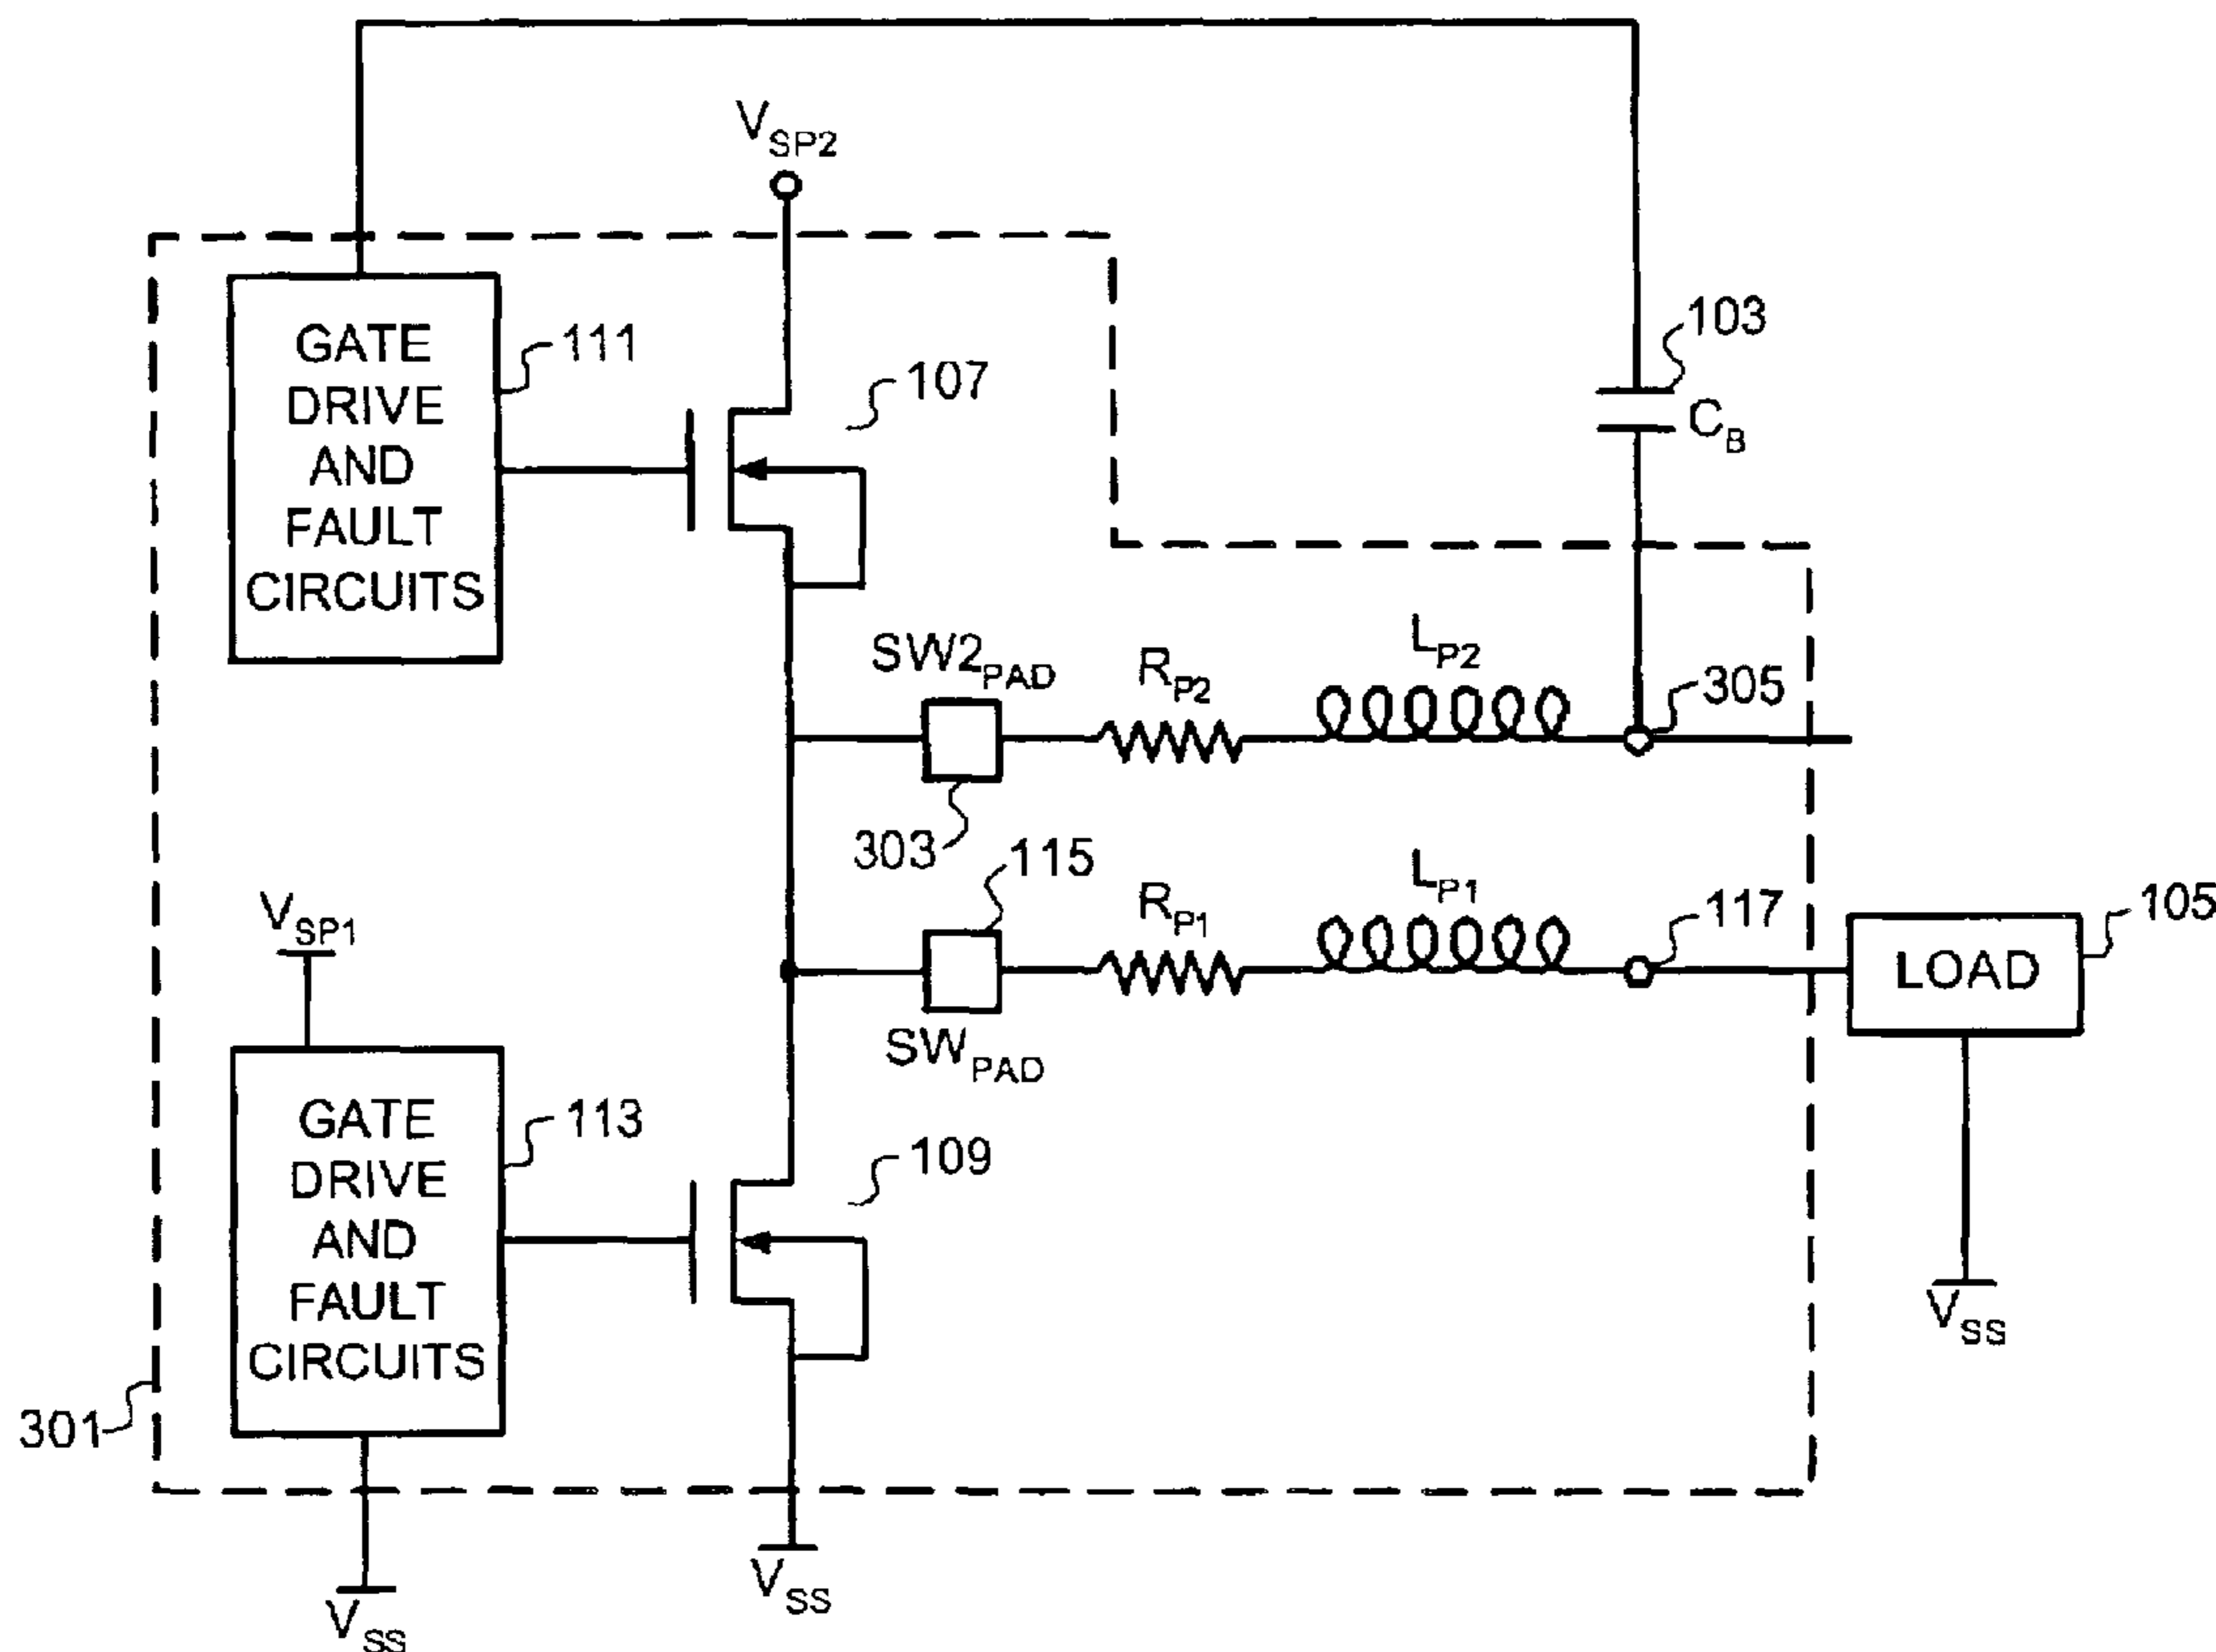 V_SP2
GATE
DRIVE
AND
FAULT
CIRCUITS
111
107
103
C_B
SW2_PAD
R_P2
L_P2
305
303
115
R_P1
L_P1
117
105
LOAD
V_SP1
SW_PAD
GATE
DRIVE
AND
FAULT
CIRCUITS
113
109
V_SS
301
V_SS
V_SS